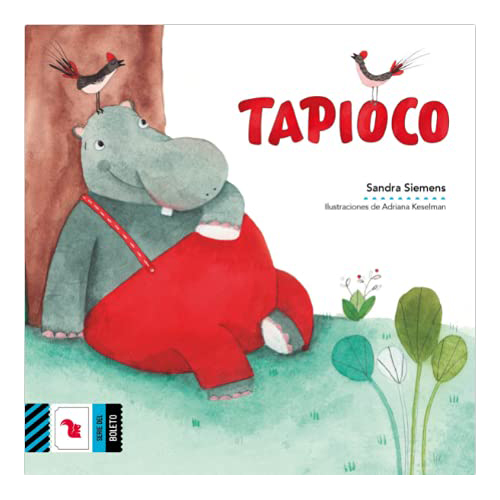 TAPIOCO
Sandra Siemens
Ilustraciones de Adriana Keselman
SERIE DEL
BOLETO